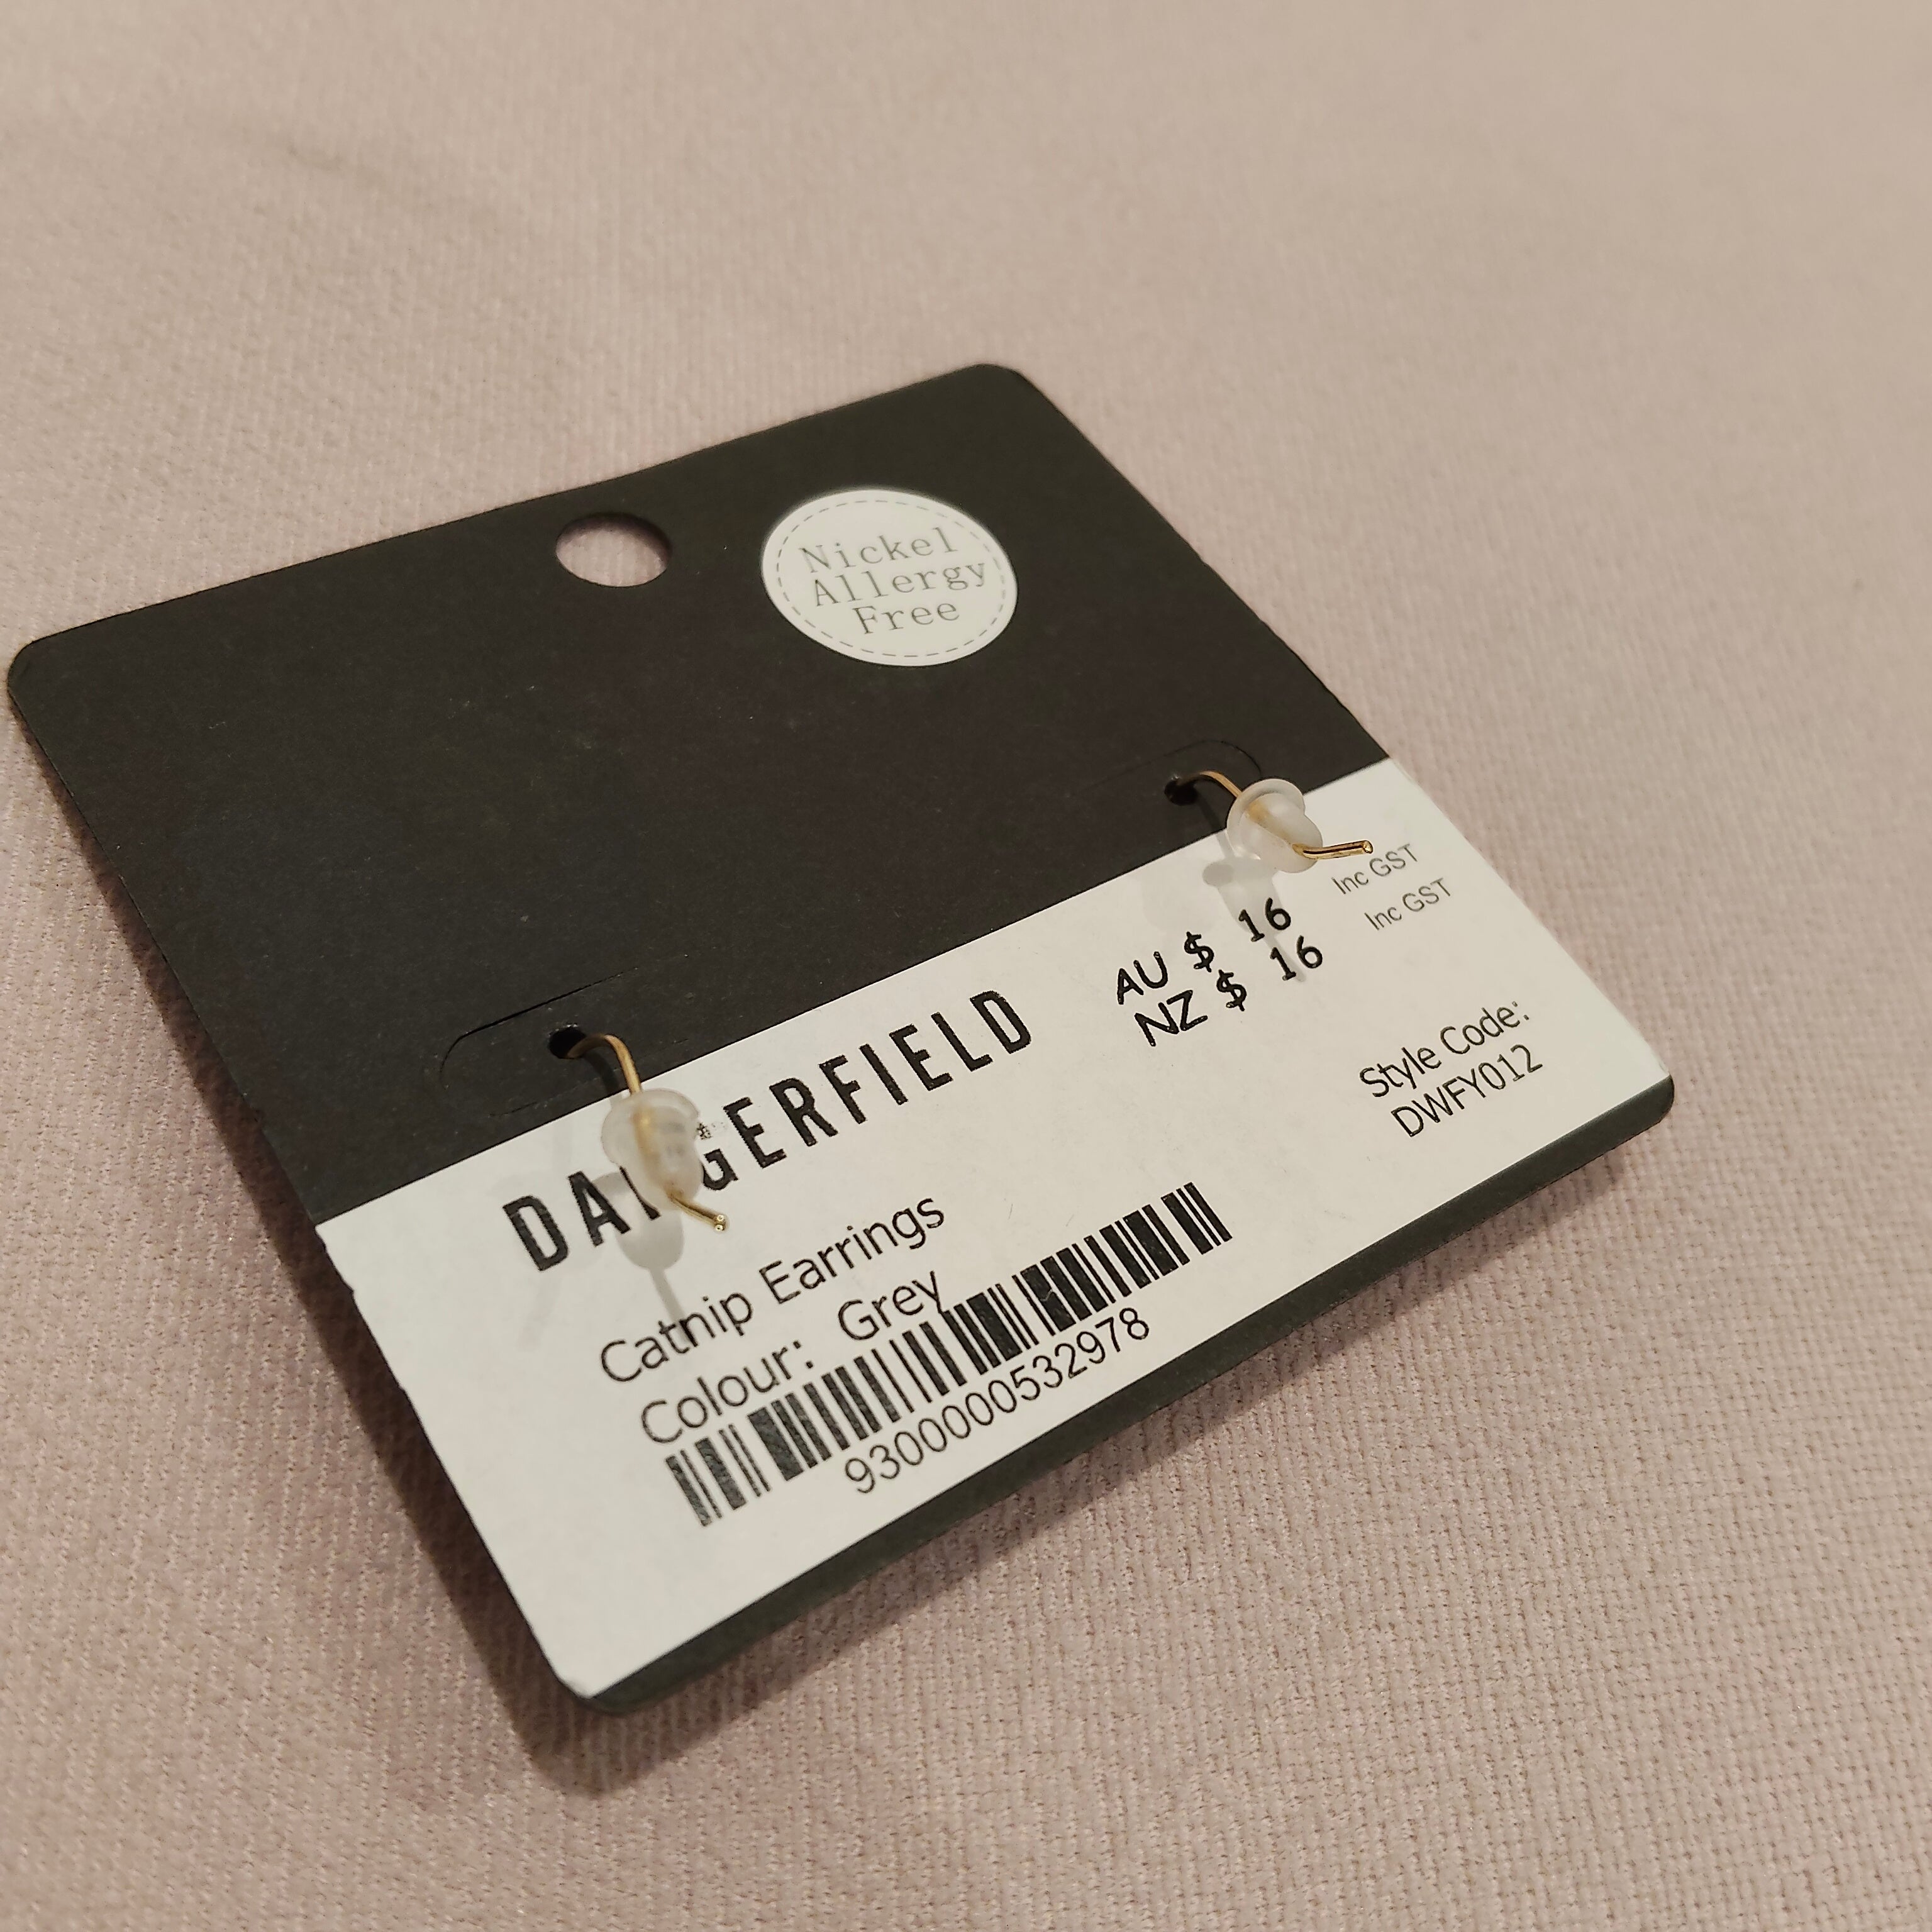 Nickel
Allergy
Free
DANGERFIELD
AU $ 16 Inc GST
NZ $ 16 Inc GST
Style Code:
DWFY012
Catnip Earrings
Colour: Grey
9300000532978